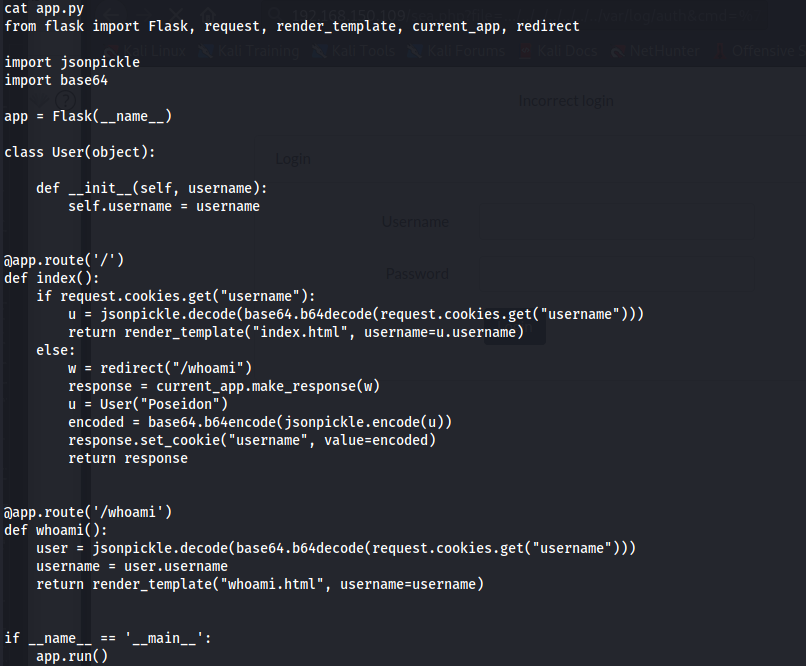 cat app.py
from flask import Flask, request, render_template, current_app, redirect
Kali Linux Kali Training Kali Tools Kali Forums Kali Docs NetHunter Offensive S
import jsonpickle
import base64
Incorrect login
app = Flask(__name__)
class User(object):
Login
def __init__(self, username):
self.username = username
Username
@app.route('/')
def index():
Password
if request.cookies.get("username"):
u = jsonpickle.decode(base64.b64decode(request.cookies.get("username")))
return render_template("index.html", username=u.username)
else:
w = redirect("/whoami")
response = current_app.make_response(w)
u = User("Poseidon")
encoded = base64.b64encode(jsonpickle.encode(u))
response.set_cookie("username", value=encoded)
return response
@app.route('/whoami')
def whoami():
user = jsonpickle.decode(base64.b64decode(request.cookies.get("username")))
username = user.username
return render_template("whoami.html", username=username)
if __name__ == '__main__':
app.run()